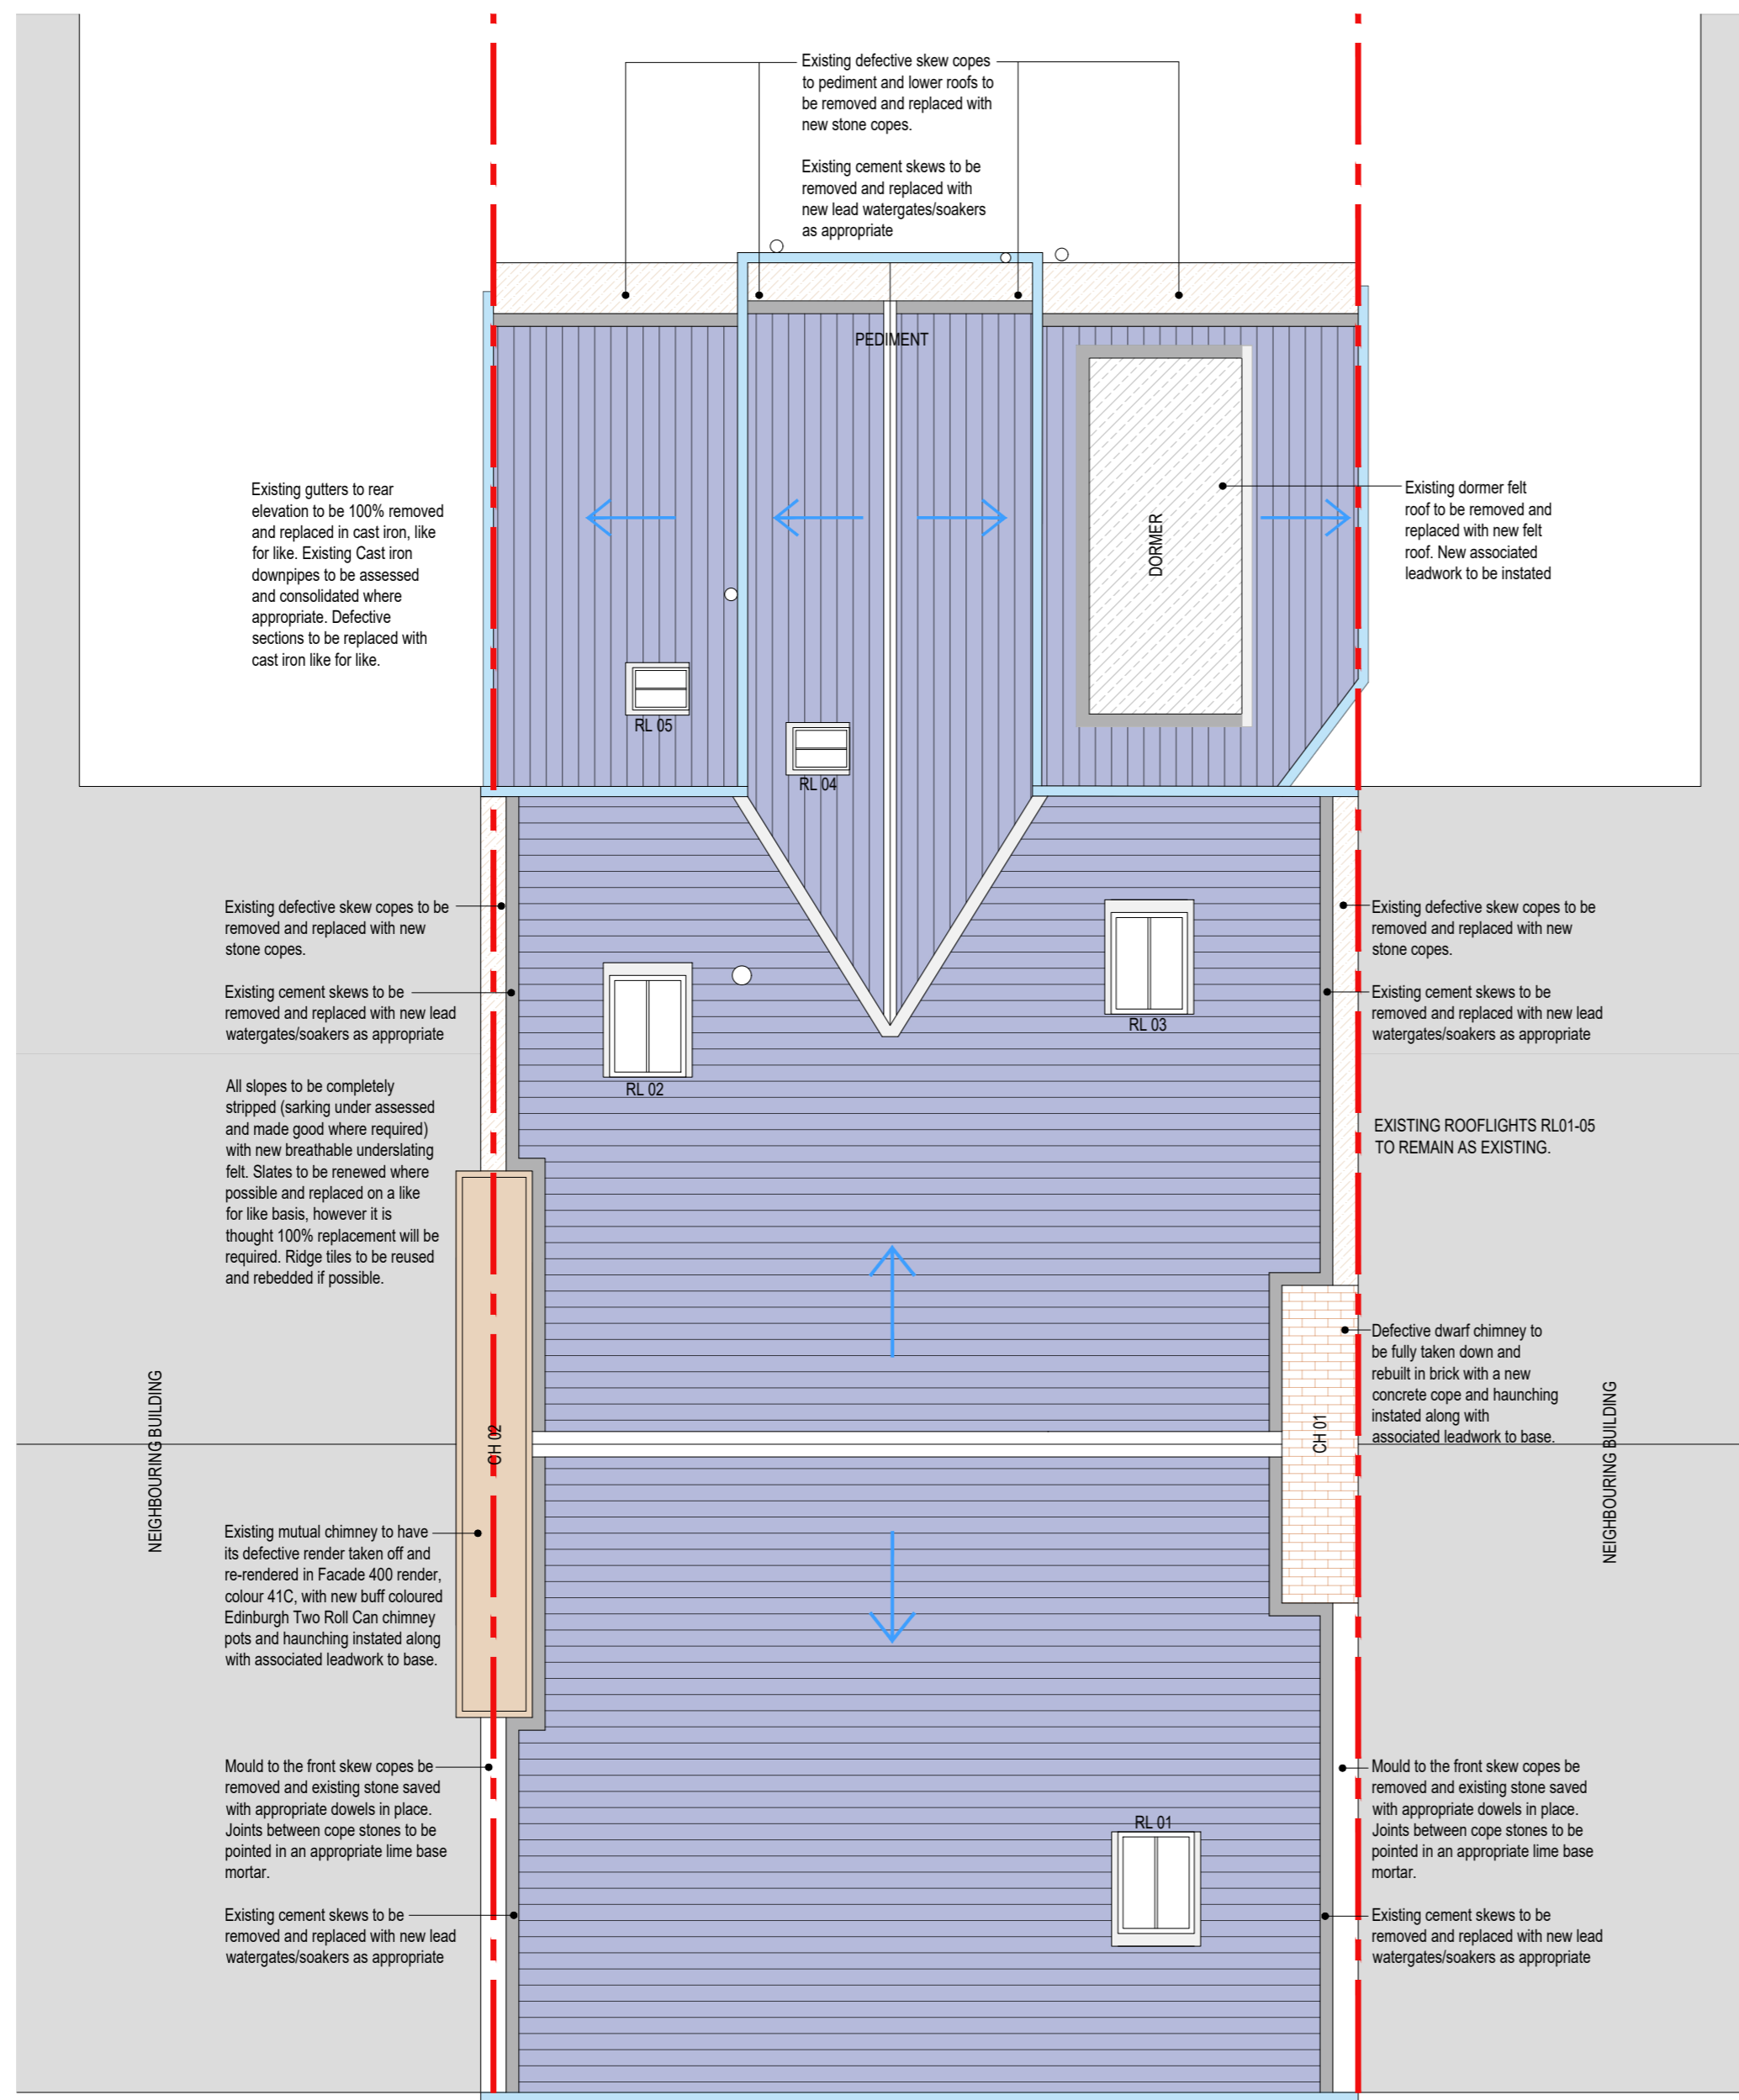 Existing defective skew copes
to pediment and lower roofs to
be removed and replaced with
new stone copes.
Existing cement skews to be
removed and replaced with
new lead watergates/soakers
as appropriate
PEDIMENT
Existing gutters to rear
elevation to be 100% removed
and replaced in cast iron, like
for like. Existing Cast iron
downpipes to be assessed
and consolidated where
appropriate. Defective
sections to be replaced with
cast iron like for like.
DORMER
Existing dormer felt
roof to be removed and
replaced with new felt
roof. New associated
leadwork to be instated
RL 05
RL 04
Existing defective skew copes to be
removed and replaced with new
stone copes.
Existing cement skews to be
removed and replaced with new lead
watergates/soakers as appropriate
RL 02
RL 03
Existing defective skew copes to be
removed and replaced with new
stone copes.
Existing cement skews to be
removed and replaced with new lead
watergates/soakers as appropriate
All slopes to be completely
stripped (sarking under assessed
and made good where required)
with new breathable underslating
felt. Slates to be renewed where
possible and replaced on a like
for like basis, however it is
thought 100% replacement will be
required. Ridge tiles to be reused
and rebedded if possible.
EXISTING ROOFLIGHTS RL01-05
TO REMAIN AS EXISTING.
NEIGHBOURING BUILDING
CH 02
CH 01
Defective dwarf chimney to
be fully taken down and
rebuilt in brick with a new
concrete cope and haunching
instated along with
associated leadwork to base.
NEIGHBOURING BUILDING
Existing mutual chimney to have
its defective render taken off and
re-rendered in Facade 400 render,
colour 41C, with new buff coloured
Edinburgh Two Roll Can chimney
pots and haunching instated along
with associated leadwork to base.
Mould to the front skew copes be
removed and existing stone saved
with appropriate dowels in place.
Joints between cope stones to be
pointed in an appropriate lime base
mortar.
Existing cement skews to be
removed and replaced with new lead
watergates/soakers as appropriate
RL 01
Mould to the front skew copes be
removed and existing stone saved
with appropriate dowels in place.
Joints between cope stones to be
pointed in an appropriate lime base
mortar.
Existing cement skews to be
removed and replaced with new lead
watergates/soakers as appropriate